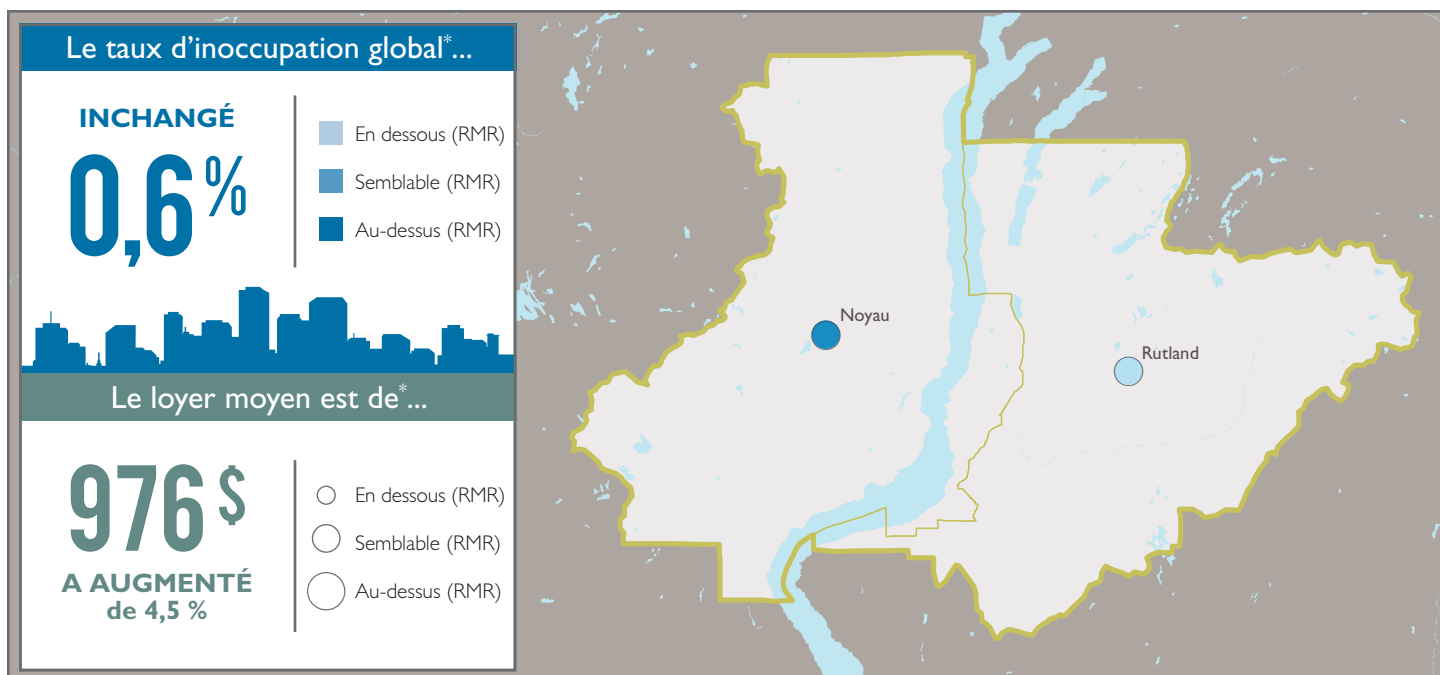 Le taux d’inoccupation global*...
INCHANGÉ
0,6 %
En dessous (RMR)
Semblable (RMR)
Au-dessus (RMR)
Le loyer moyen est de*...
976 $
A AUGMENTÉ
de 4,5 %
En dessous (RMR)
Semblable (RMR)
Au-dessus (RMR)
Noyau
Rutland